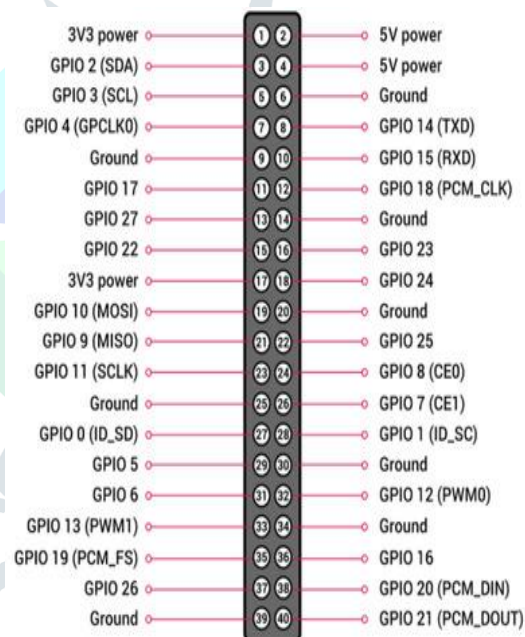 3V3 power 1 2 5V power
GPIO 2 (SDA) 3 4 5V power
GPIO 3 (SCL) 5 6 Ground
GPIO 4 (GPCLK0) 7 8 GPIO 14 (TXD)
Ground 9 10 GPIO 15 (RXD)
GPIO 17 11 12 GPIO 18 (PCM_CLK)
GPIO 27 13 14 Ground
GPIO 22 15 16 GPIO 23
3V3 power 17 18 GPIO 24
GPIO 10 (MOSI) 19 20 Ground
GPIO 9 (MISO) 21 22 GPIO 25
GPIO 11 (SCLK) 23 24 GPIO 8 (CE0)
Ground 25 26 GPIO 7 (CE1)
GPIO 0 (ID_SD) 27 28 GPIO 1 (ID_SC)
GPIO 5 29 30 Ground
GPIO 6 31 32 GPIO 12 (PWM0)
GPIO 13 (PWM1) 33 34 Ground
GPIO 19 (PCM_FS) 35 36 GPIO 16
GPIO 26 37 38 GPIO 20 (PCM_DIN)
Ground 39 40 GPIO 21 (PCM_DOUT)